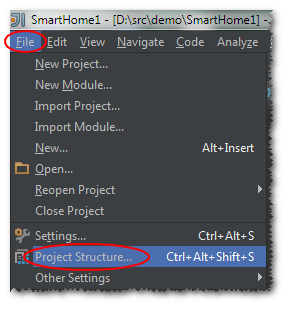 SmartHome1 - [D:\src\demo\SmartHome1] -
File Edit View Navigate Code Analyze
New Project...
New Module...
Import Project...
Import Module...
New... Alt+Insert
Open...
Reopen Project
Close Project
Settings... Ctrl+Alt+S
Project Structure... Ctrl+Alt+Shift+S
Other Settings